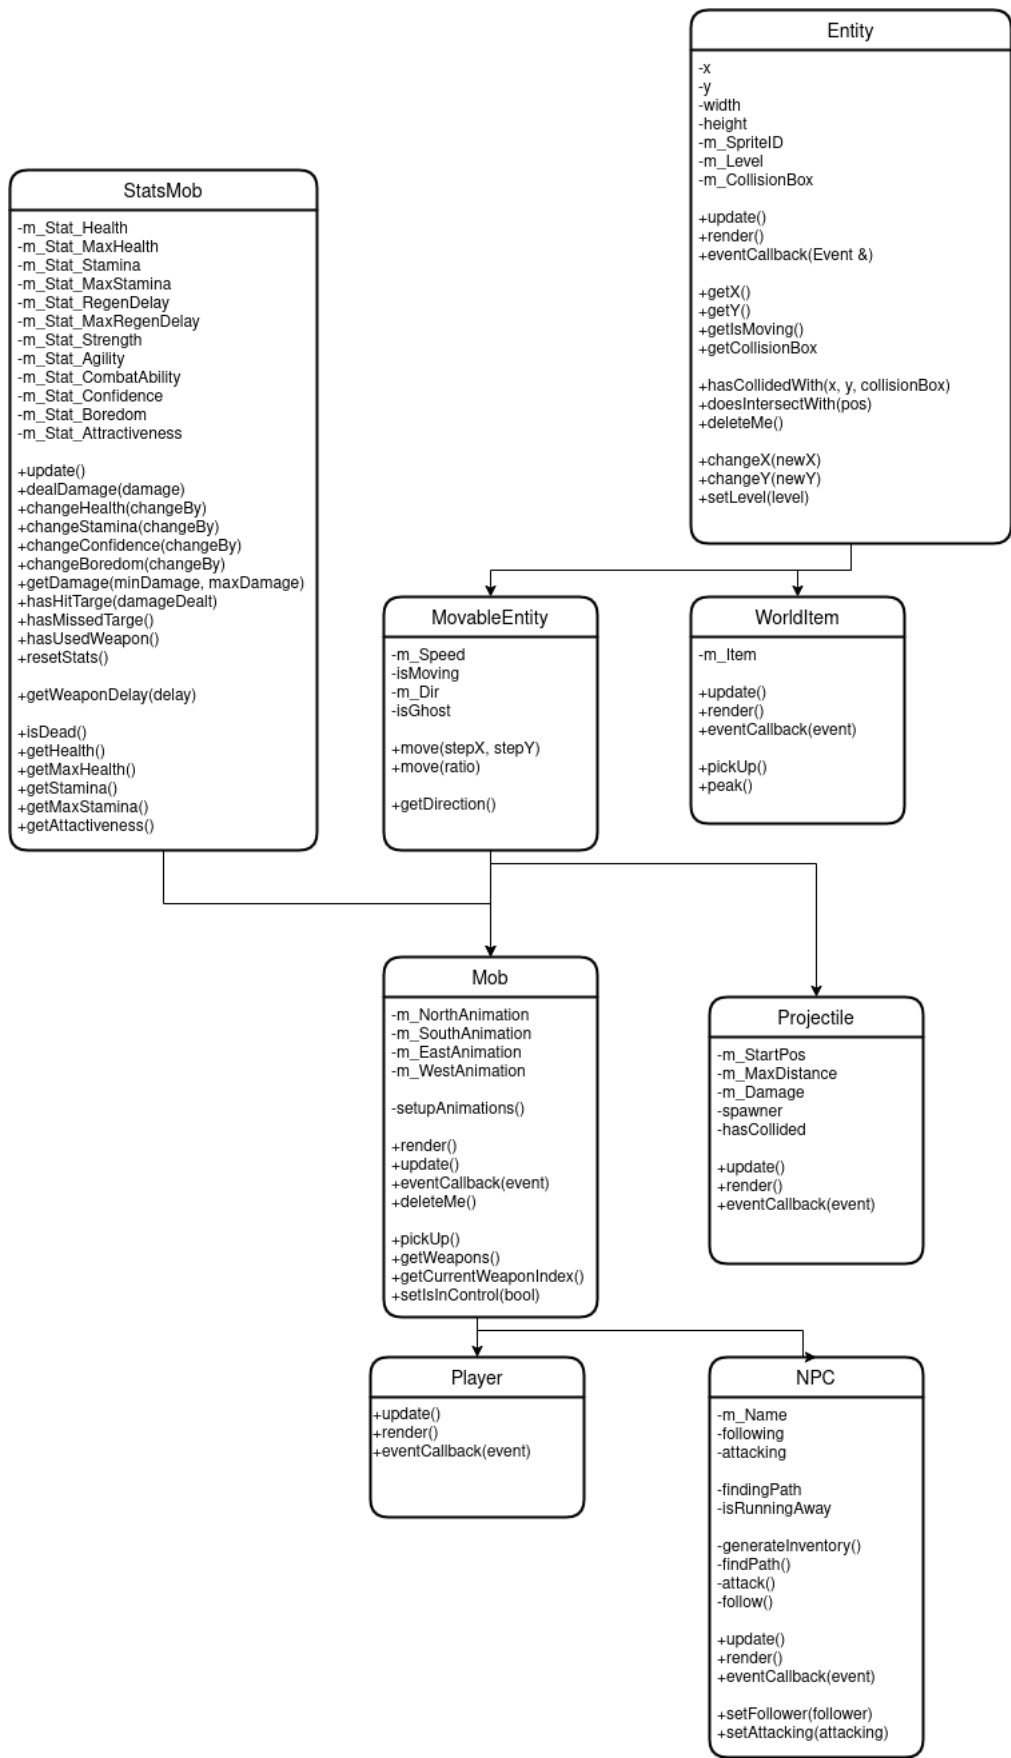 Entity
-x
-y
-width
-height
-m_SpriteID
-m_Level
-m_CollisionBox
+update()
+render()
+eventCallback(Event &)
+getX()
+getY()
+getIsMoving()
+getCollisionBox
+hasCollidedWith(x, y, collisionBox)
+doesIntersectWith(pos)
+deleteMe()
+changeX(newX)
+changeY(newY)
+setLevel(level)
StatsMob
-m_Stat_Health
-m_Stat_MaxHealth
-m_Stat_Stamina
-m_Stat_MaxStamina
-m_Stat_RegenDelay
-m_Stat_MaxRegenDelay
-m_Stat_Strength
-m_Stat_Agility
-m_Stat_CombatAbility
-m_Stat_Confidence
-m_Stat_Boredom
-m_Stat_Attractiveness
+update()
+dealDamage(damage)
+changeHealth(changeBy)
+changeStamina(changeBy)
+changeConfidence(changeBy)
+changeBoredom(changeBy)
+getDamage(minDamage, maxDamage)
+hasHitTarge(damageDealt)
+hasMissedTarge()
+hasUsedWeapon()
+resetStats()
+getWeaponDelay(delay)
+isDead()
+getHealth()
+getMaxHealth()
+getStamina()
+getMaxStamina()
+getAttactiveness()
MovableEntity
-m_Speed
-isMoving
-m_Dir
-isGhost
+move(stepX, stepY)
+move(ratio)
+getDirection()
WorldItem
-m_Item
+update()
+render()
+eventCallback(event)
+pickUp()
+peak()
Mob
-m_NorthAnimation
-m_SouthAnimation
-m_EastAnimation
-m_WestAnimation
-setupAnimations()
+render()
+update()
+eventCallback(event)
+deleteMe()
+pickUp()
+getWeapons()
+getCurrentWeaponIndex()
+setIsInControl(bool)
Projectile
-m_StartPos
-m_MaxDistance
-m_Damage
-spawner
-hasCollided
+update()
+render()
+eventCallback(event)
Player
+update()
+render()
+eventCallback(event)
NPC
-m_Name
-following
-attacking
-findingPath
-isRunningAway
-generateInventory()
-findPath()
-attack()
-follow()
+update()
+render()
+eventCallback(event)
+setFollower(follower)
+setAttacking(attacking)